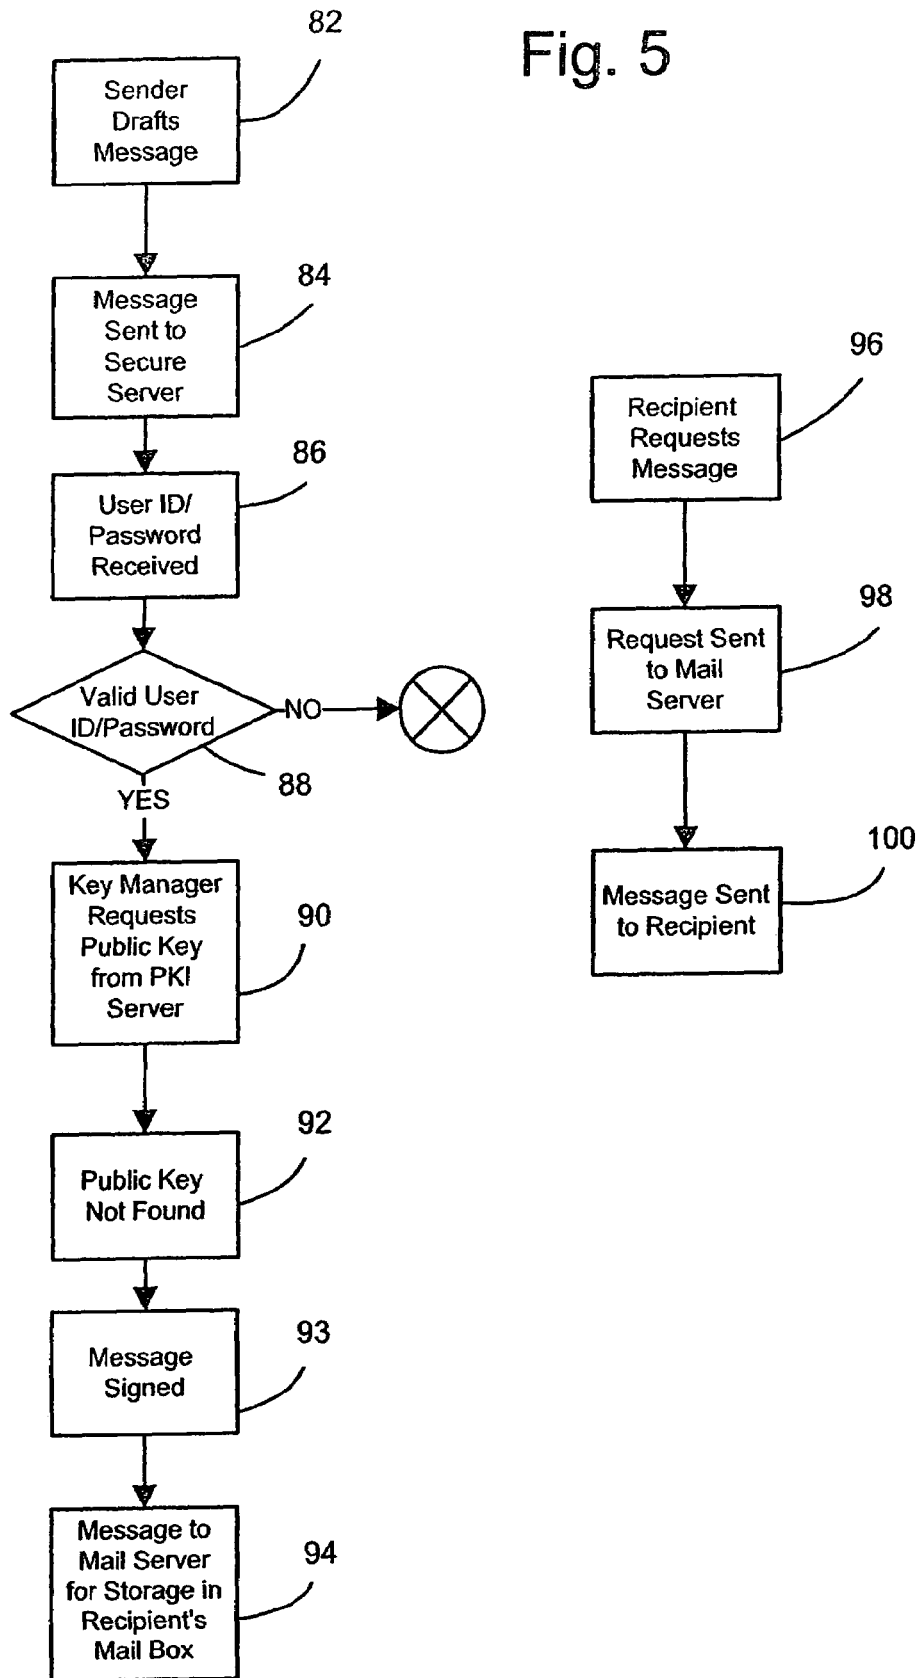 Fig. 5
82
Sender
Drafts
Message
84
Message
Sent to
Secure
Server
86
User ID/
Password
Received
Valid User
ID/Password
NO
88
YES
90
Key Manager
Requests
Public Key
from PKI
Server
92
Public Key
Not Found
93
Message
Signed
94
Message to
Mail Server
for Storage in
Recipient's
Mail Box
96
Recipient
Requests
Message
98
Request Sent
to Mail
Server
100
Message Sent
to Recipient